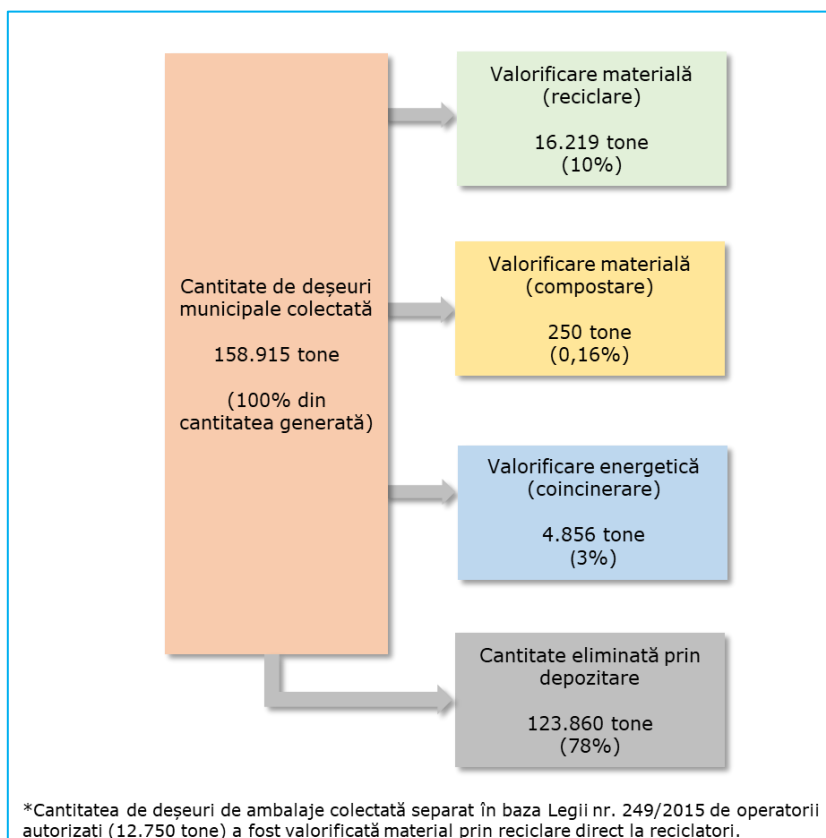 Cantitate de deșeuri
municipale colectată
158.915 tone
(100% din
cantitatea generată)
Valorificare materială
(reciclare)
16.219 tone
(10%)
Valorificare materială
(compostare)
250 tone
(0,16%)
Valorificare energetică
(coincinerare)
4.856 tone
(3%)
Cantitate eliminată prin
depozitare
123.860 tone
(78%)
*Cantitatea de deșeuri de ambalaje colectată separat în baza Legii nr. 249/2015 de operatorii
autorizați (12.750 tone) a fost valorificată material prin reciclare direct la reciclatori.